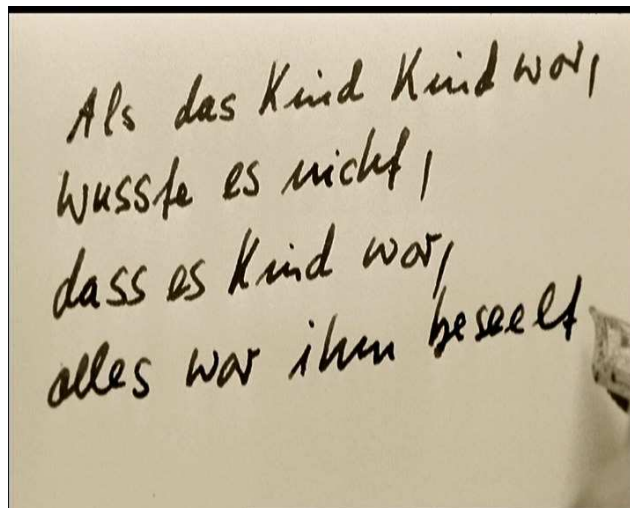 Als das Kind Kind war,
wusste es nicht,
dass es Kind war,
alles war ihm beseelt